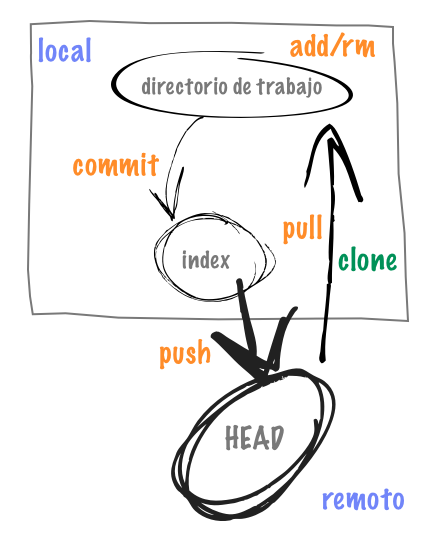 local
add/rm
directorio de trabajo
commit
index
pull
clone
push
HEAD
remoto